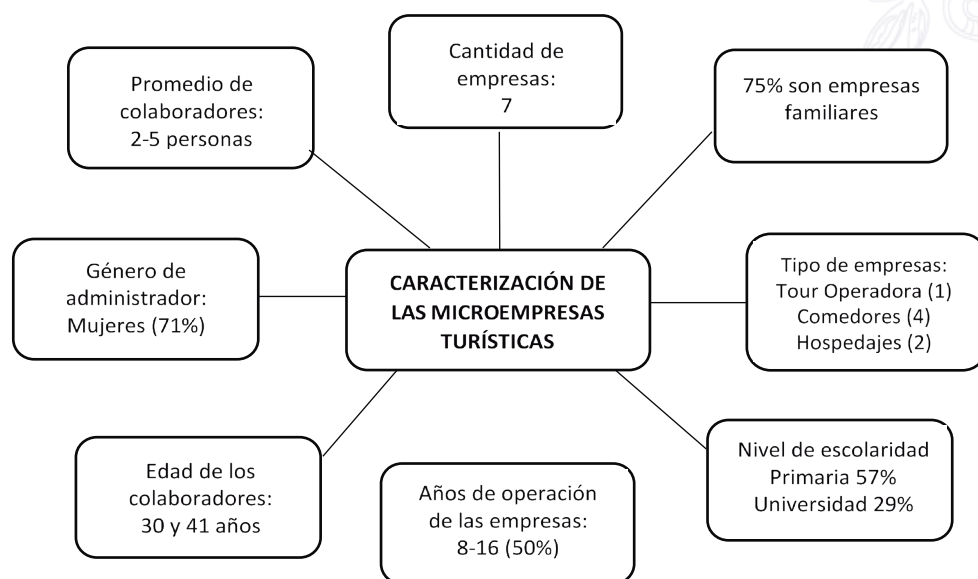 Cantidad de
empresas:
7
Promedio de
colaboradores:
2-5 personas
75% son empresas
familiares
Género de
administrador:
Mujeres (71%)
CARACTERIZACIÓN DE
LAS MICROEMPRESAS
TURÍSTICAS
Tipo de empresas:
Tour Operadora (1)
Comedores (4)
Hospedajes (2)
Edad de los
colaboradores:
30 y 41 años
Años de operación
de las empresas:
8-16 (50%)
Nivel de escolaridad
Primaria 57%
Universidad 29%